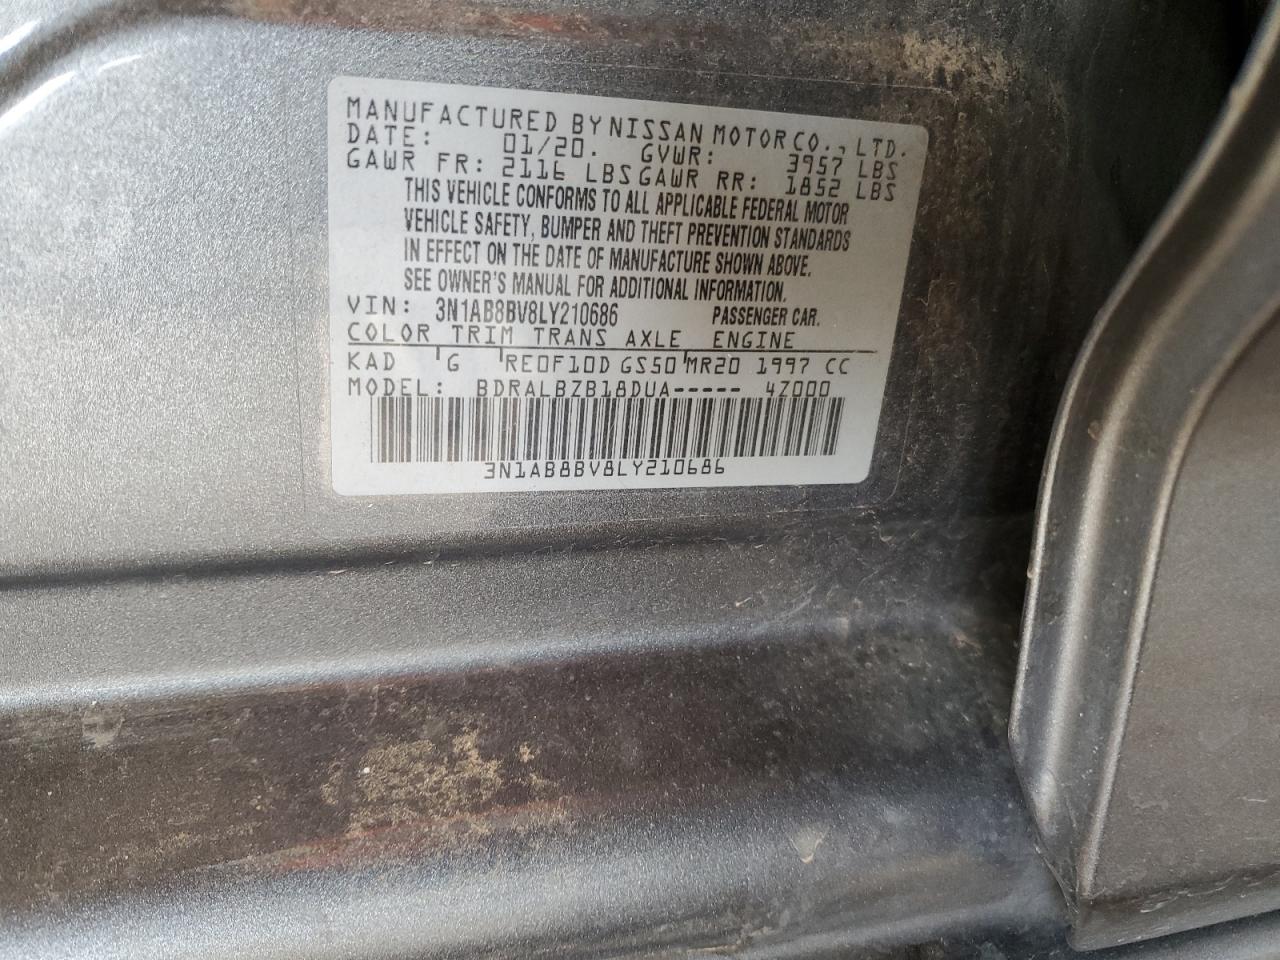 MANUFACTURED BY NISSAN MOTOR CO., LTD.
DATE: 01/20. GVWR: 3957 LBS
GAWR FR: 2116 LBS GAWR RR: 1852 LBS
THIS VEHICLE CONFORMS TO ALL APPLICABLE FEDERAL MOTOR
VEHICLE SAFETY, BUMPER AND THEFT PREVENTION STANDARDS
IN EFFECT ON THE DATE OF MANUFACTURE SHOWN ABOVE.
SEE OWNER'S MANUAL FOR ADDITIONAL INFORMATION.
VIN: 3N1AB8BV8LY210686 PASSENGER CAR.
COLOR TRIM TRANS AXLE ENGINE
KAD G RE0F10D GS50 MR20 1997 CC
MODEL: BDRALBZB18DUA----- 4Z000
3N1AB8BV8LY210686